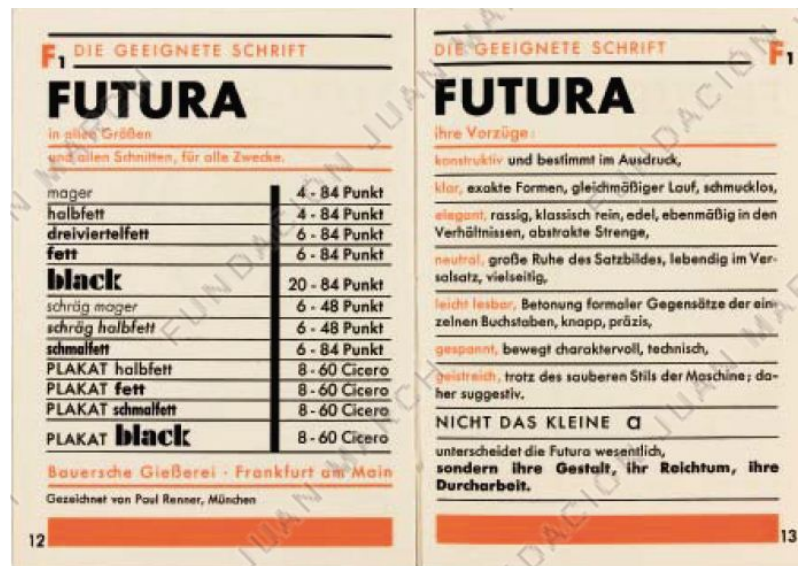 F1 DIE GEEIGNETE SCHRIFT
FUTURA
in allen Größen
und allen Schnitten, für alle Zwecke.
mager 4 - 84 Punkt
halbfett 4 - 84 Punkt
dreiviertelfett 6 - 84 Punkt
fett 6 - 84 Punkt
black 20 - 84 Punkt
schräg mager 6 - 48 Punkt
schräg halbfett 6 - 48 Punkt
schmalfett 6 - 84 Punkt
PLAKAT halbfett 8 - 60 Cicero
PLAKAT fett 8 - 60 Cicero
PLAKAT schmalfett 8 - 60 Cicero
PLAKAT black 8 - 60 Cicero
Bauersche Gießerei · Frankfurt am Main
Gezeichnet von Paul Renner, München
12
DIE GEEIGNETE SCHRIFT F1
FUTURA
ihre Vorzüge:
konstruktiv und bestimmt im Ausdruck,
klar, exakte Formen, gleichmäßiger Lauf, schmucklos,
elegant, rassig, klassisch rein, edel, ebenmäßig in den
Verhältnissen, abstrakte Strenge,
neutral, große Ruhe des Satzbildes, lebendig im Ver-
salsatz, vielseitig,
leicht lesbar, Betonung formaler Gegensätze der ein-
zelnen Buchstaben, knapp, präzis,
gespannt, bewegt charaktervoll, technisch,
geistreich, trotz des sauberen Stils der Maschine; da-
her suggestiv.
NICHT DAS KLEINE a
unterscheidet die Futura wesentlich,
sondern ihre Gestalt, ihr Reichtum, ihre
Durcharbeit.
13
FUNDACIÓN JUAN MARCH